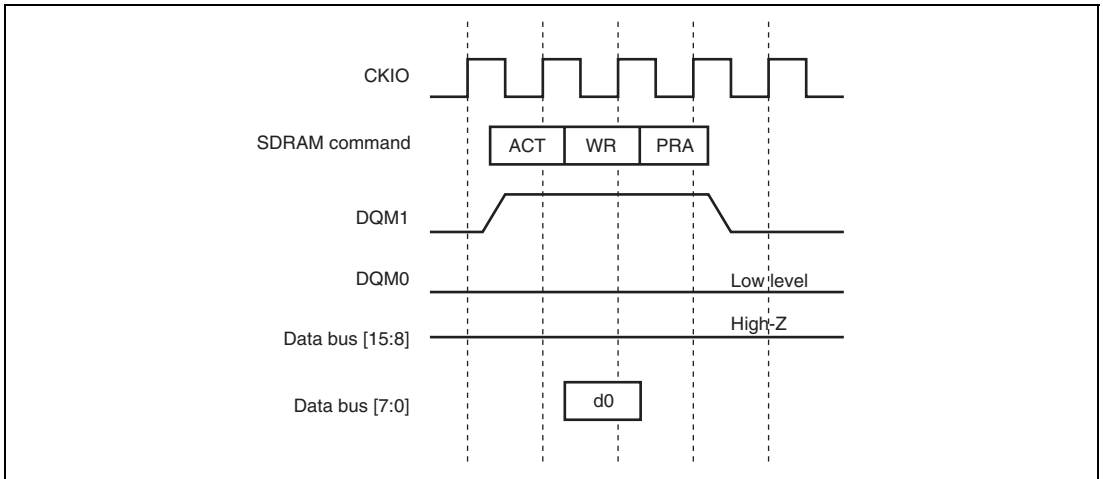 CKIO
SDRAM command ACT WR PRA
DQM1
DQM0 Low level
Data bus [15:8] High-Z
Data bus [7:0] d0